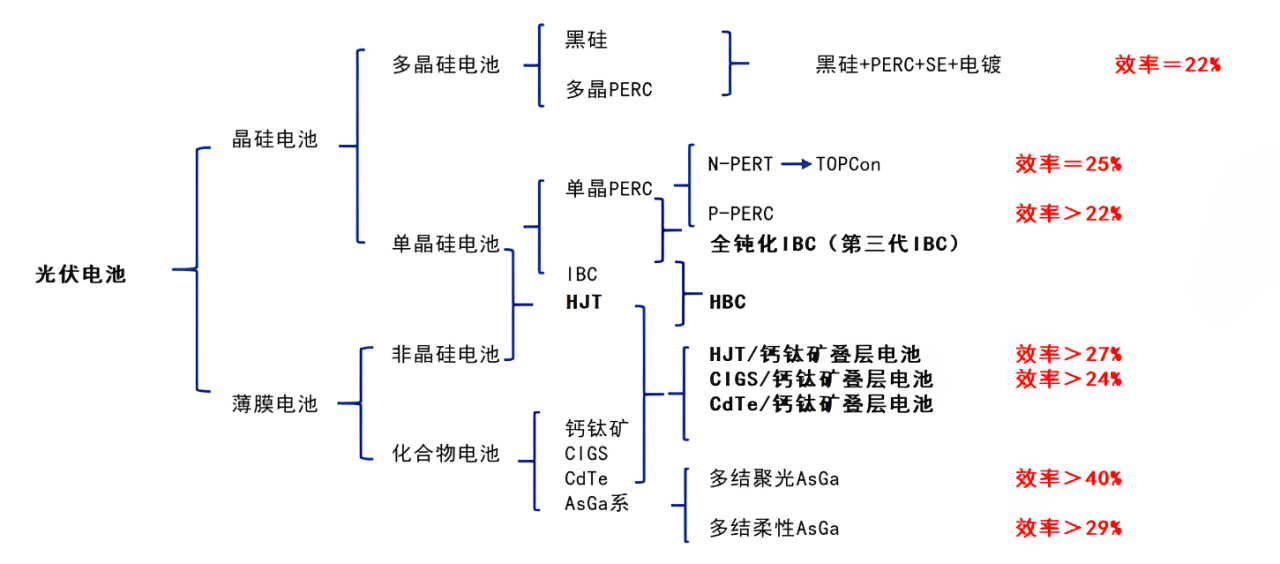 黑硅
多晶硅电池
黑硅+PERC+SE+电镀 效率=22%
多晶PERC
晶硅电池
N-PERT TOPCon 效率=25%
单晶PERC
P-PERC 效率>22%
单晶硅电池
全钝化IBC（第三代IBC）
光伏电池
IBC
HJT
HBC
非晶硅电池
HJT/钙钛矿叠层电池 效率>27%
CIGS/钙钛矿叠层电池 效率>24%
薄膜电池
CdTe/钙钛矿叠层电池
钙钛矿
化合物电池
CIGS
CdTe
多结聚光AsGa 效率>40%
AsGa系
多结柔性AsGa 效率>29%